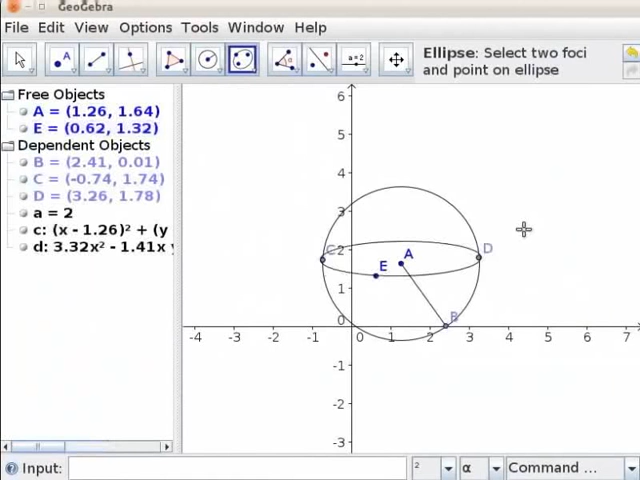 GeoGebra
File Edit View Options Tools Window Help
A
a=2
Ellipse: Select two foci
and point on ellipse
Free Objects
A = (1.26, 1.64)
E = (0.62, 1.32)
Dependent Objects
B = (2.41, 0.01)
C = (-0.74, 1.74)
D = (3.26, 1.78)
a = 2
c: (x - 1.26)² + (y
d: 3.32x² - 1.41x y
6
5
4
3
2
1
0
-1
-2
-3
-4 -3 -2 -1 0 1 2 3 4 5 6 7
C
D
A
E
B
Input:
2
α
Command ...